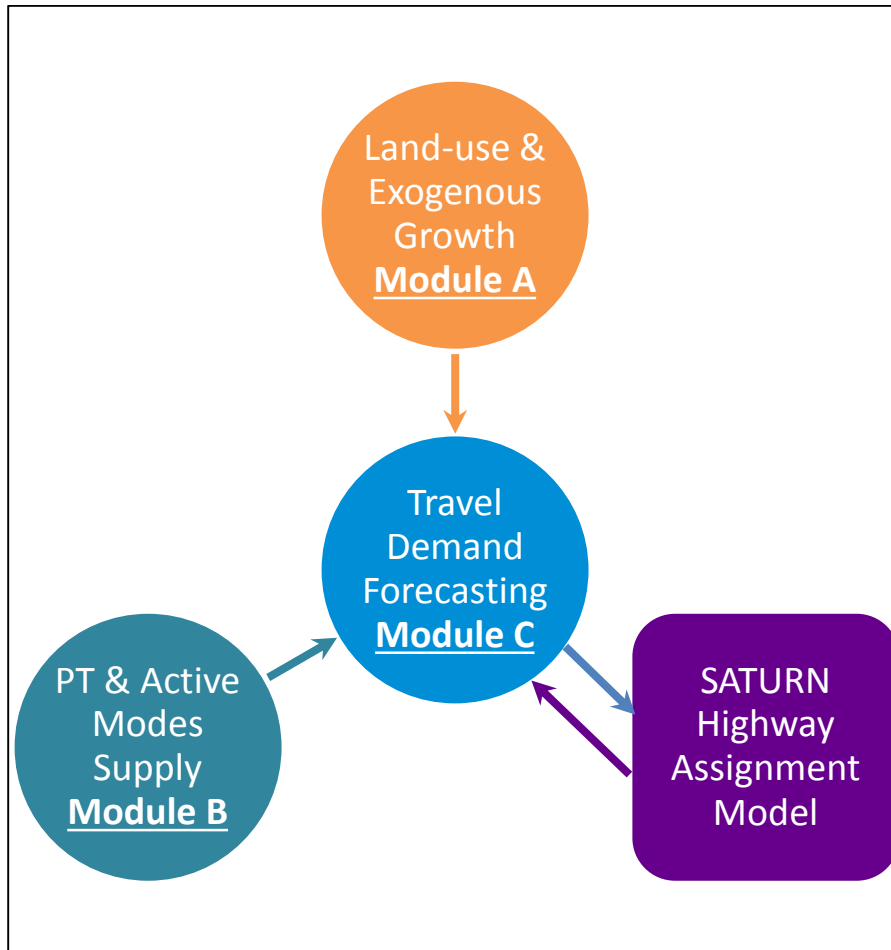 Land-use &
Exogenous
Growth
Module A
Travel
Demand
Forecasting
Module C
PT & Active
Modes
Supply
Module B
SATURN
Highway
Assignment
Model